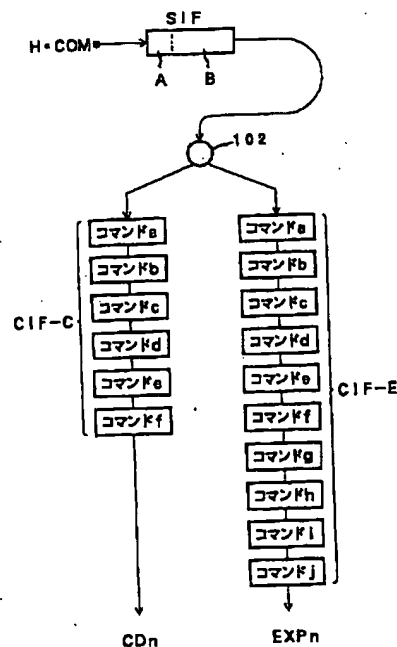 SIF
H・COM
A B
102
コマンドa コマンドa
コマンドb コマンドb
コマンドc コマンドc
CIF-C コマンドd コマンドd
コマンドe コマンドe CIF-E
コマンドf コマンドf
コマンドg
コマンドh
コマンドi
コマンドj
CDn EXPn